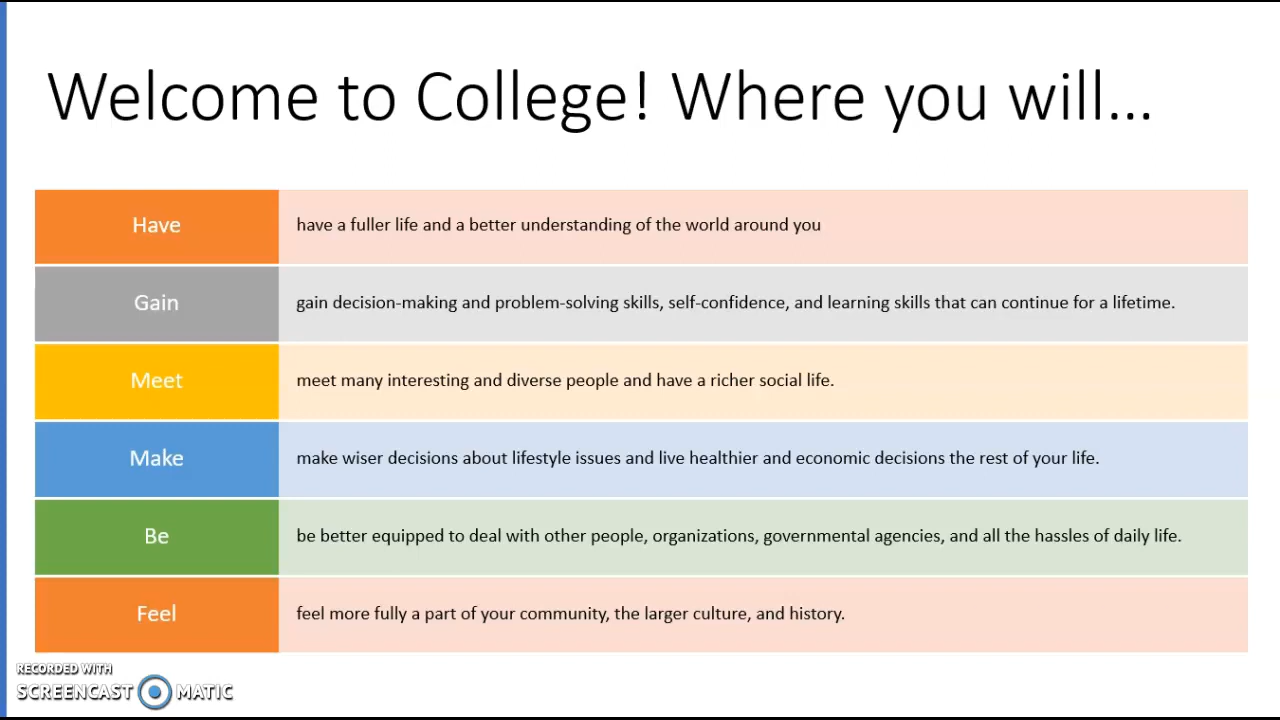 Welcome to College! Where you will...
Have
have a fuller life and a better understanding of the world around you
Gain
gain decision-making and problem-solving skills, self-confidence, and learning skills that can continue for a lifetime.
Meet
meet many interesting and diverse people and have a richer social life.
Make
make wiser decisions about lifestyle issues and live healthier and economic decisions the rest of your life.
Be
be better equipped to deal with other people, organizations, governmental agencies, and all the hassles of daily life.
Feel
feel more fully a part of your community, the larger culture, and history.
RECORDED WITH
SCREENCAST MATIC